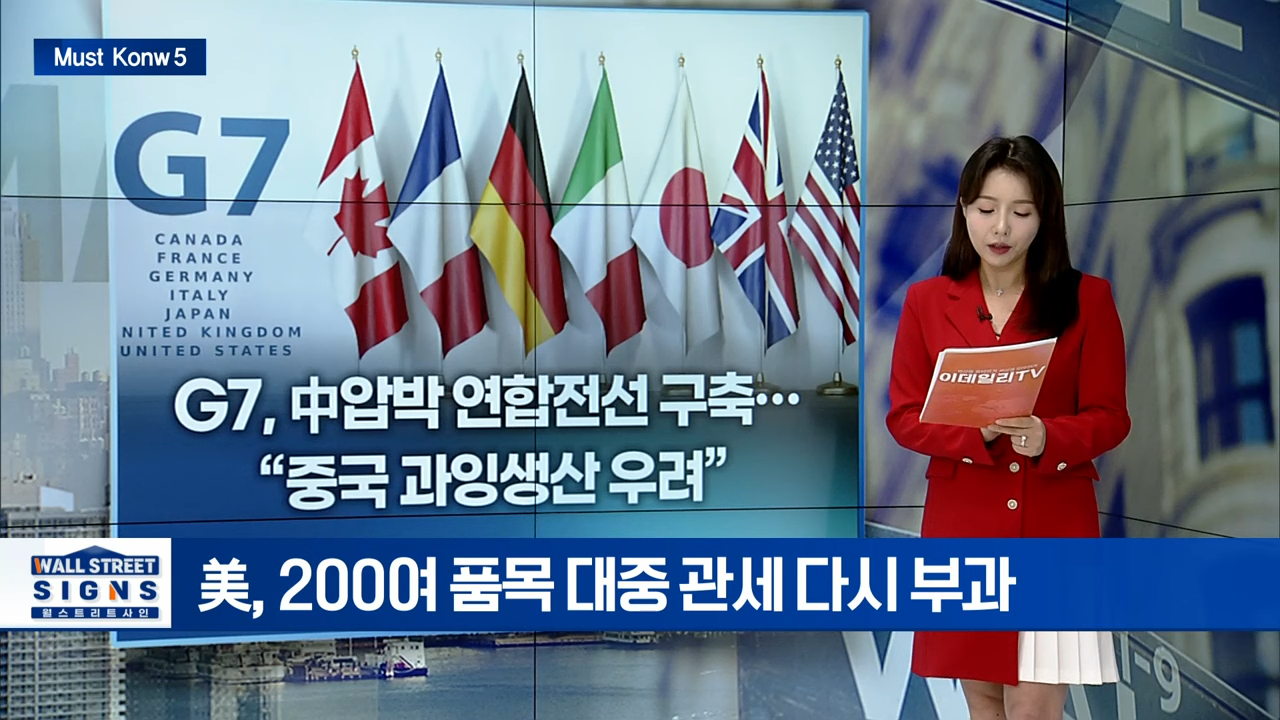 Must Konw 5
G7
CANADA
FRANCE
GERMANY
ITALY
JAPAN
NITED KINGDOM
UNITED STATES
G7, 中압박 연합전선 구축…
“중국 과잉생산 우려”
이데일리TV
WALL STREET
SIGNS
월스트리트사인
美, 200여 품목 대중 관세 다시 부과
-9